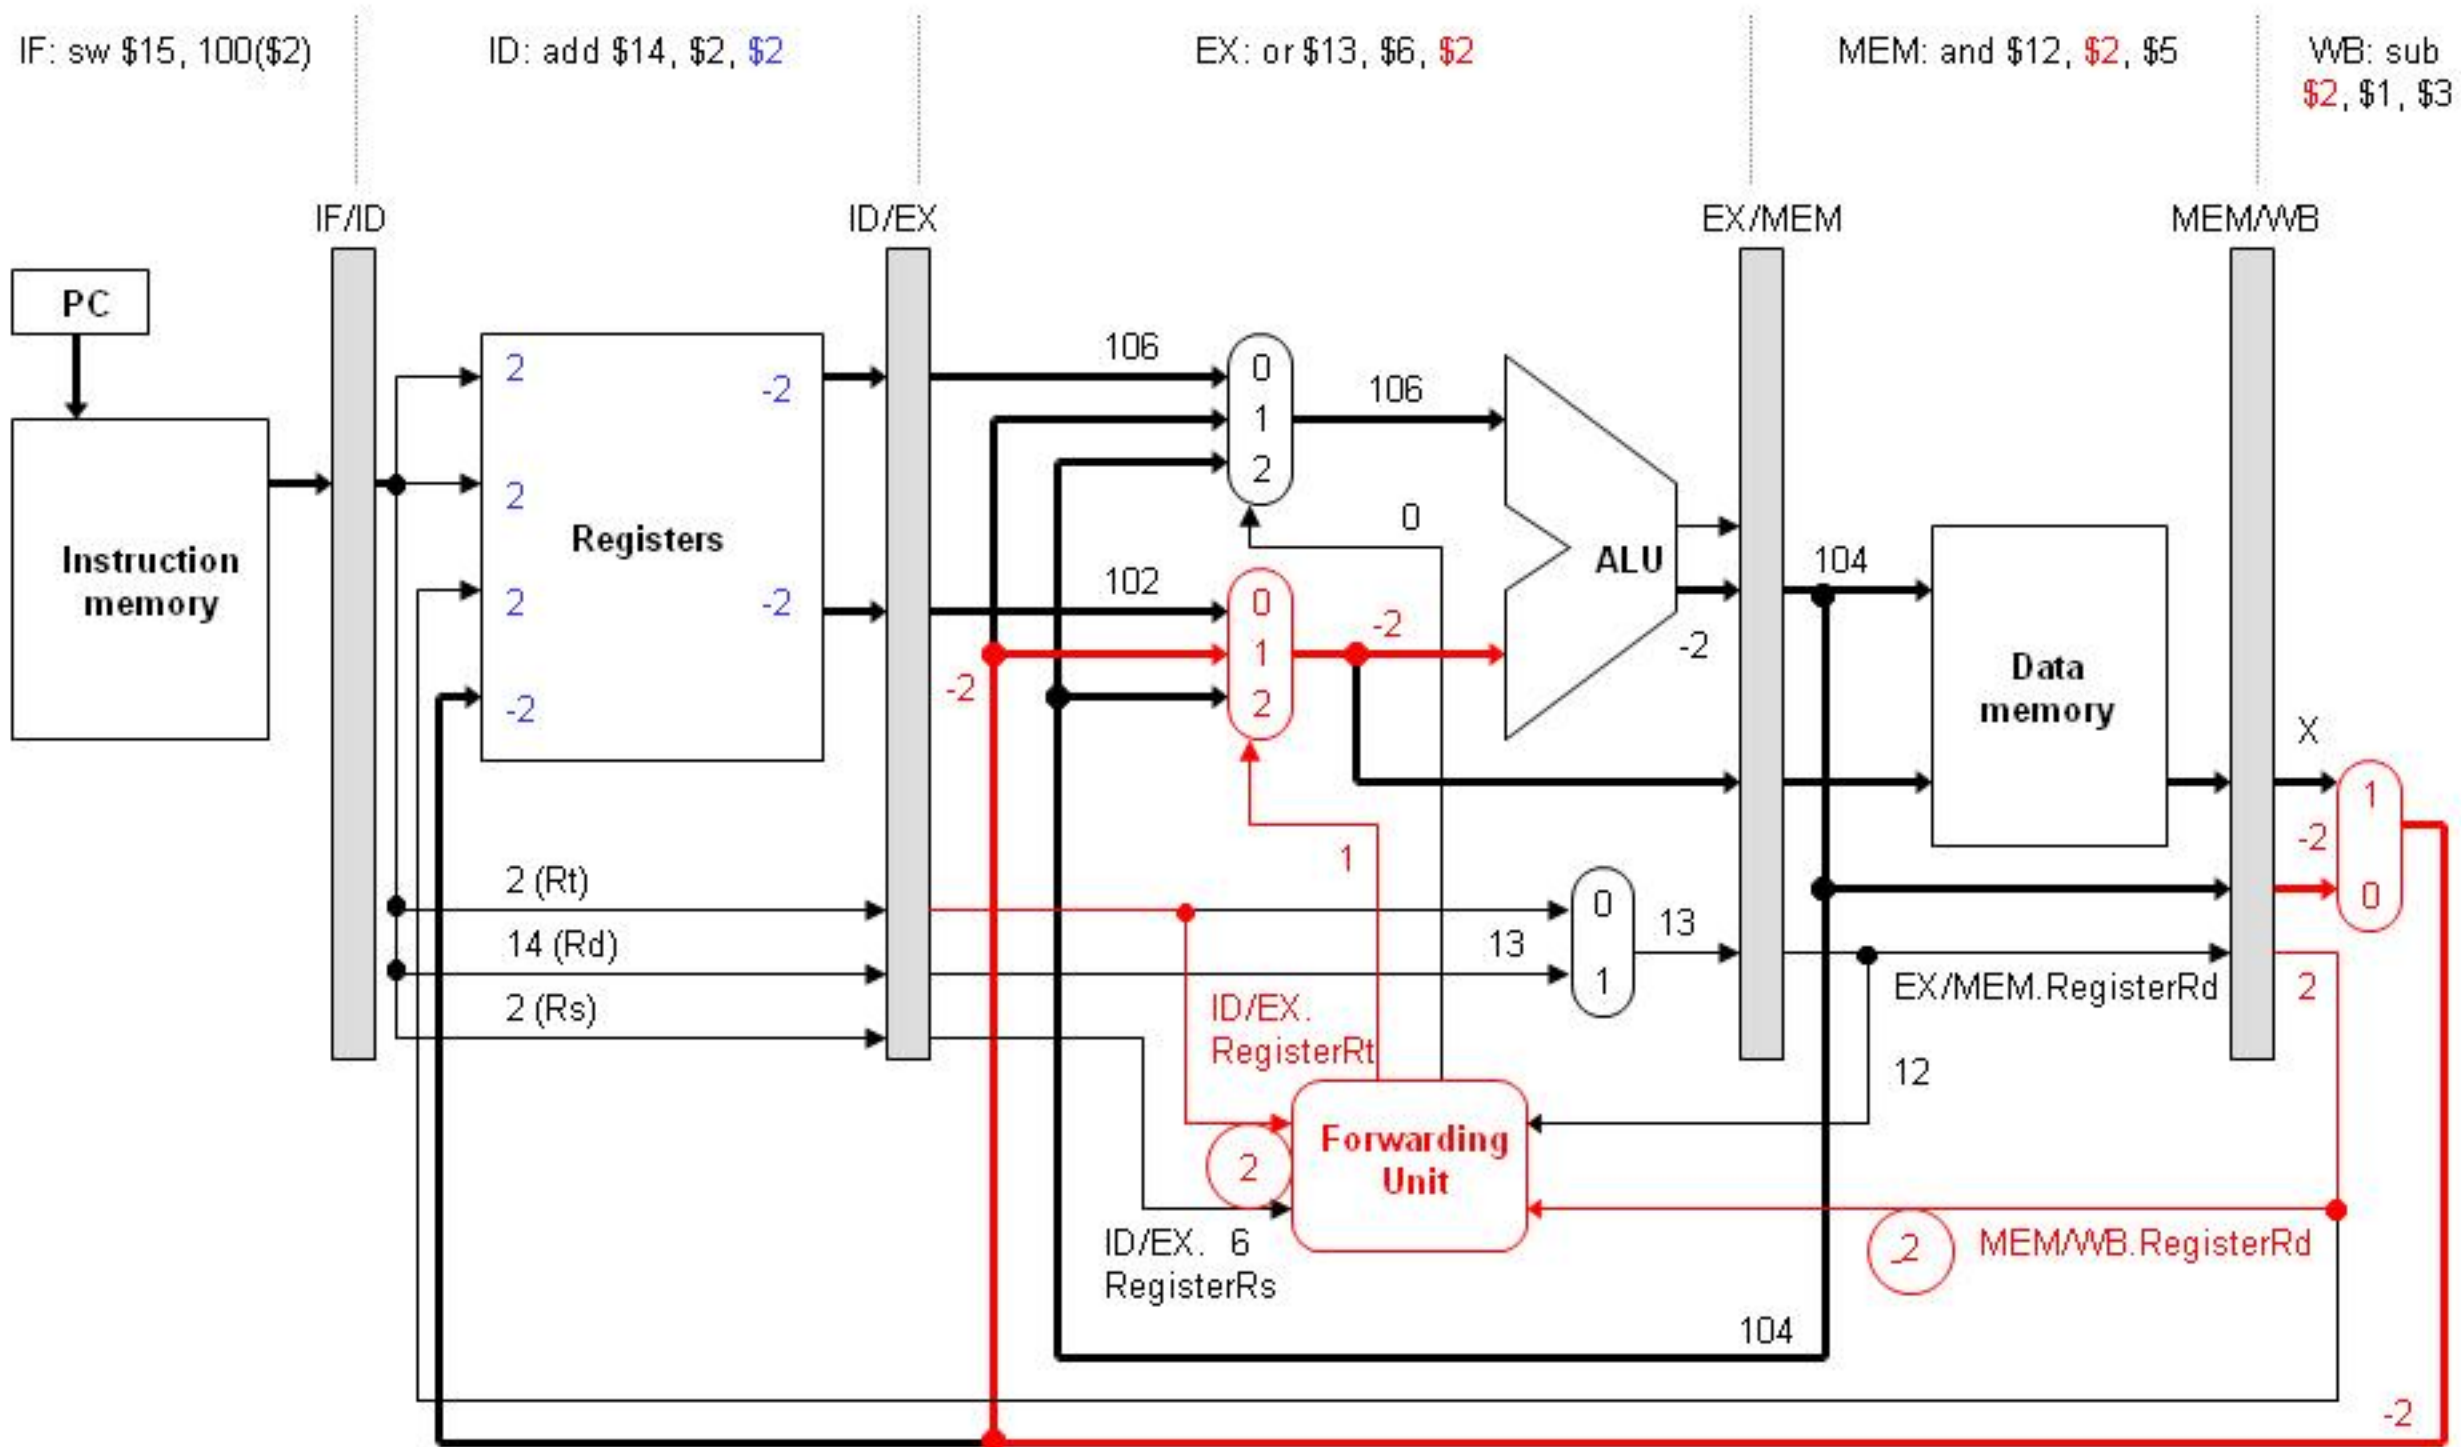 IF: sw $15, 100($2)
ID: add $14, $2, $2
EX: or $13, $6, $2
MEM: and $12, $2, $5
WB: sub
$2, $1, $3
IF/ID
ID/EX
EX/MEM
MEM/WB
PC
Instruction
memory
2
2
2
-2
Registers
-2
-2
2 (Rt)
14 (Rd)
2 (Rs)
106
102
-2
0
1
2
106
0
0
1
2
-2
1
ALU
-2
0
1
13
13
ID/EX.
RegisterRt
2
ID/EX. 6
RegisterRs
Forwarding
Unit
104
Data
memory
EX/MEM.RegisterRd
12
2
MEM/WB.RegisterRd
104
X
1
-2
0
2
-2